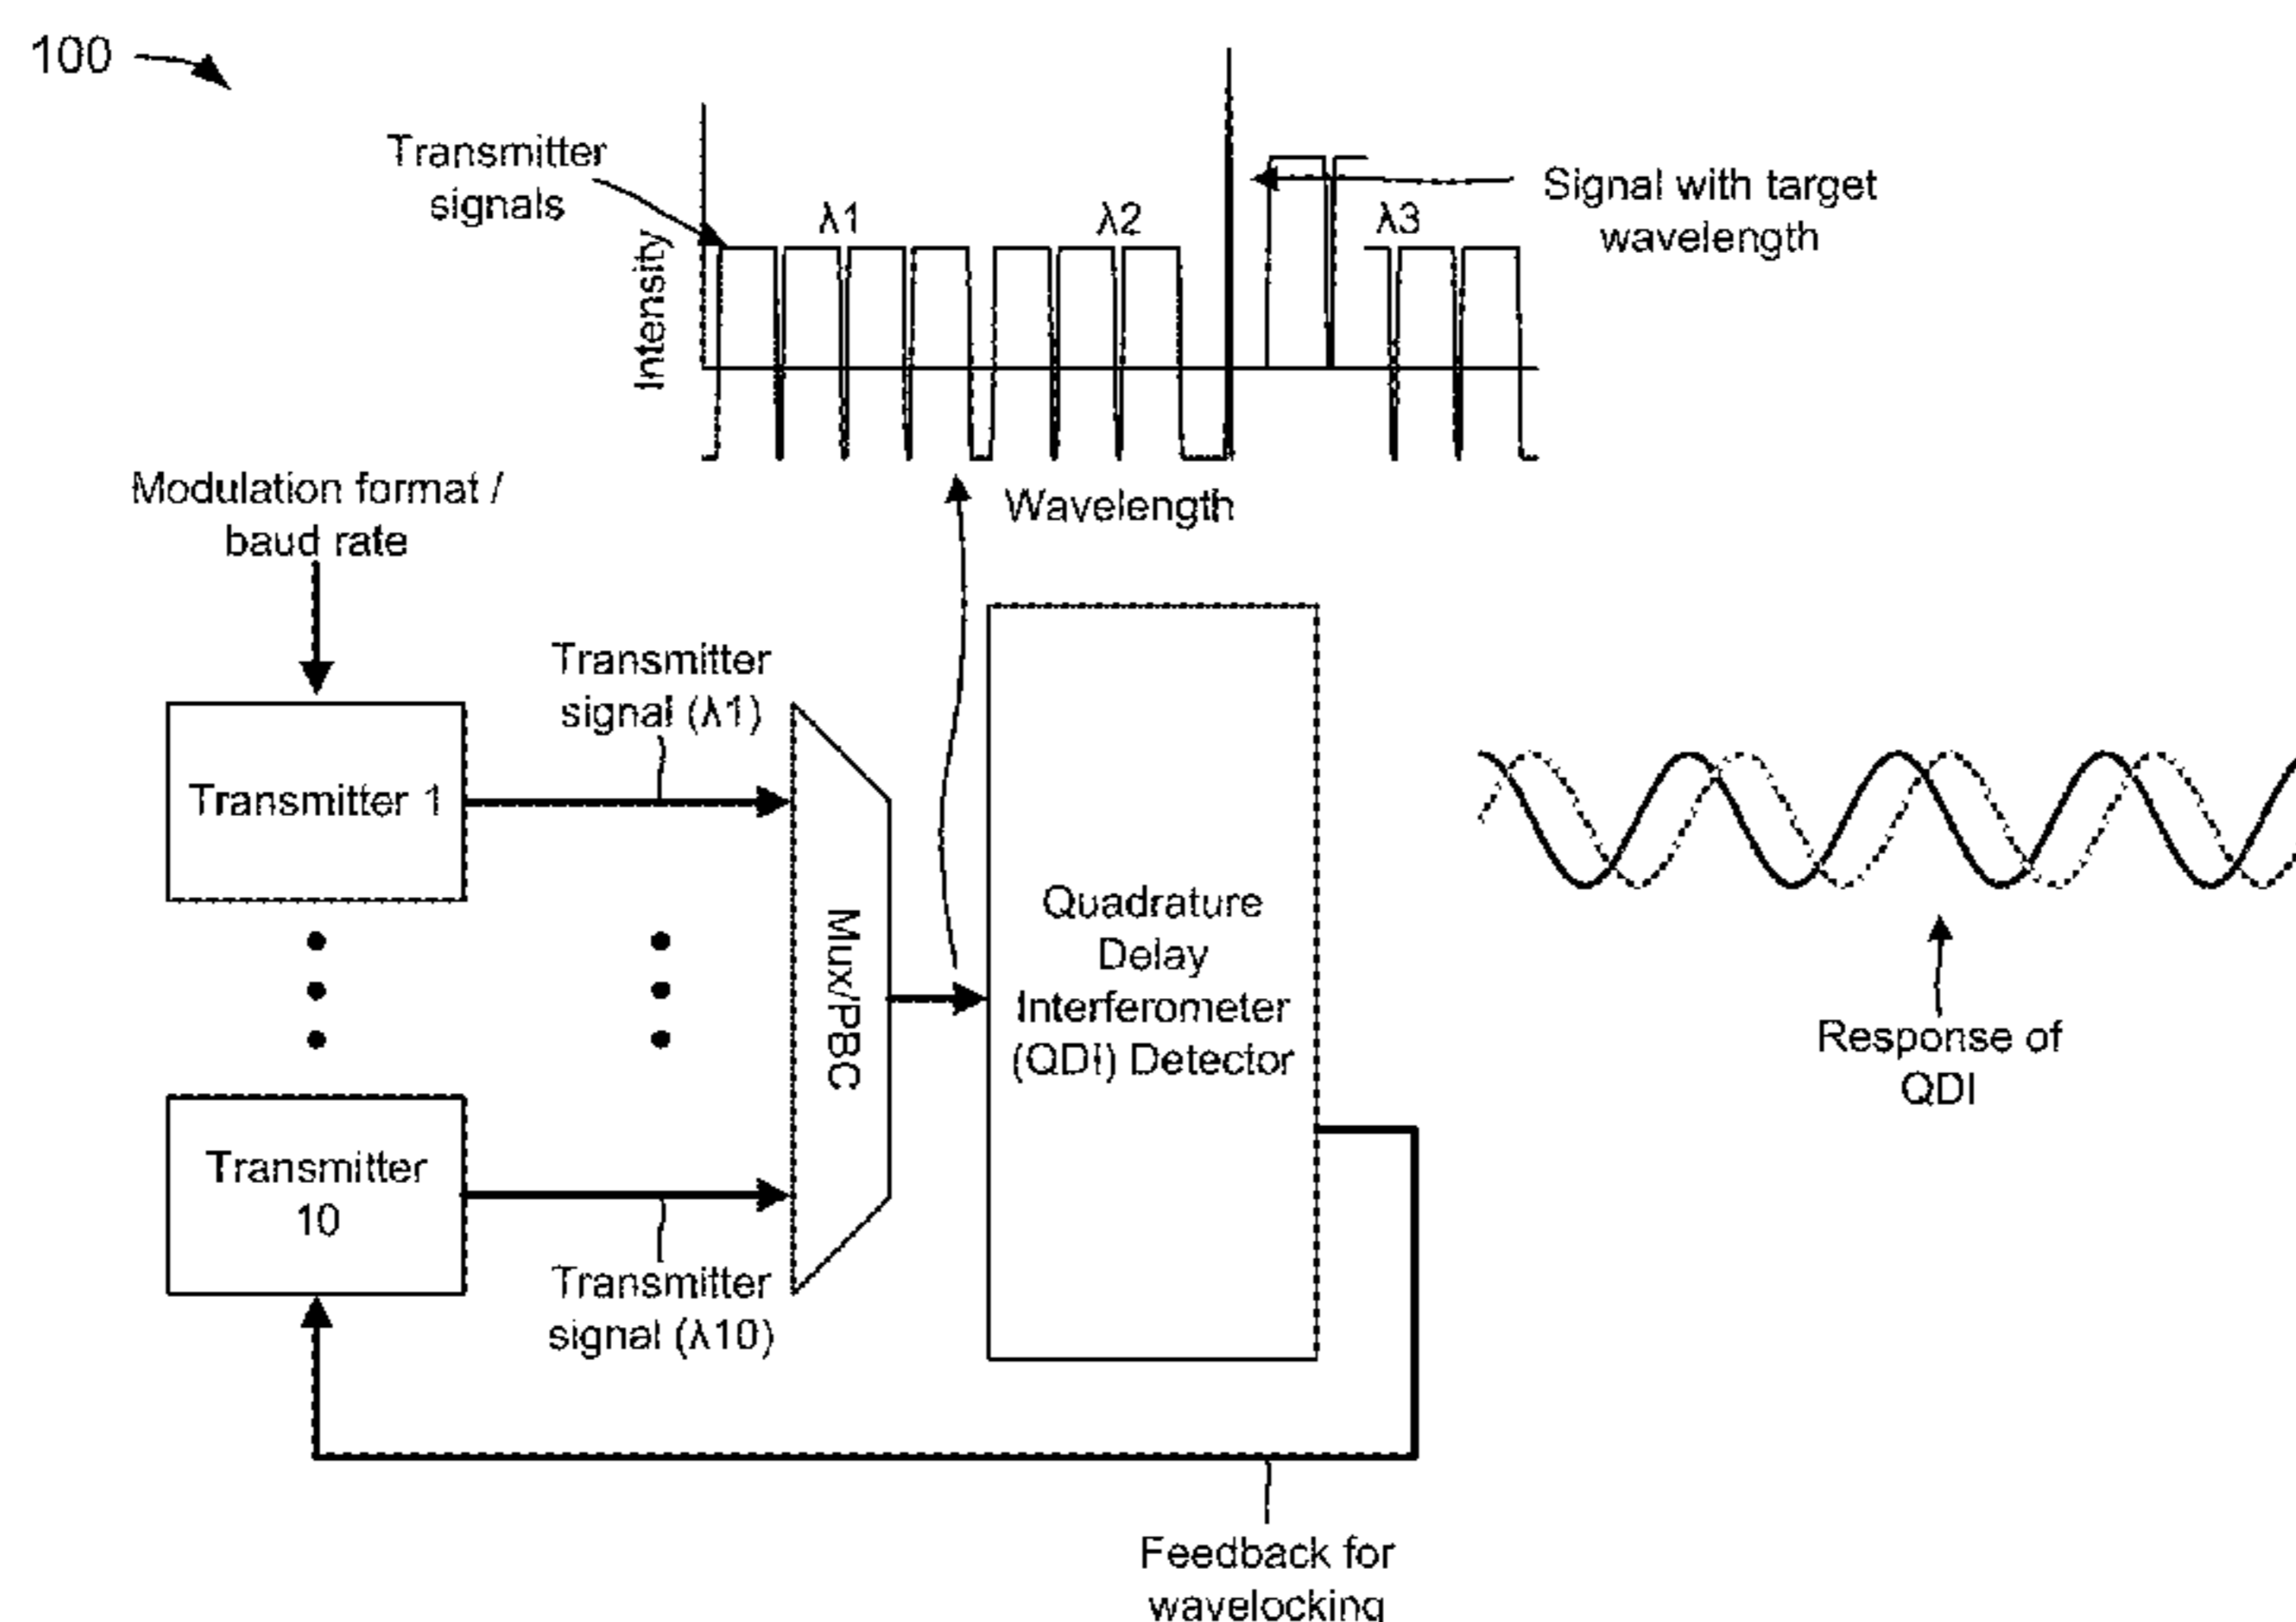 100
Transmitter
signals
Intensity
λ1
λ2
λ3
Signal with target
wavelength
Wavelength
Modulation format /
baud rate
Transmitter
signal (λ1)
Transmitter 1
Mux/PBC
Quadrature
Delay
Interferometer
(QDI) Detector
Response of
QDI
Transmitter
10
Transmitter
signal (λ10)
Feedback for
wavelocking